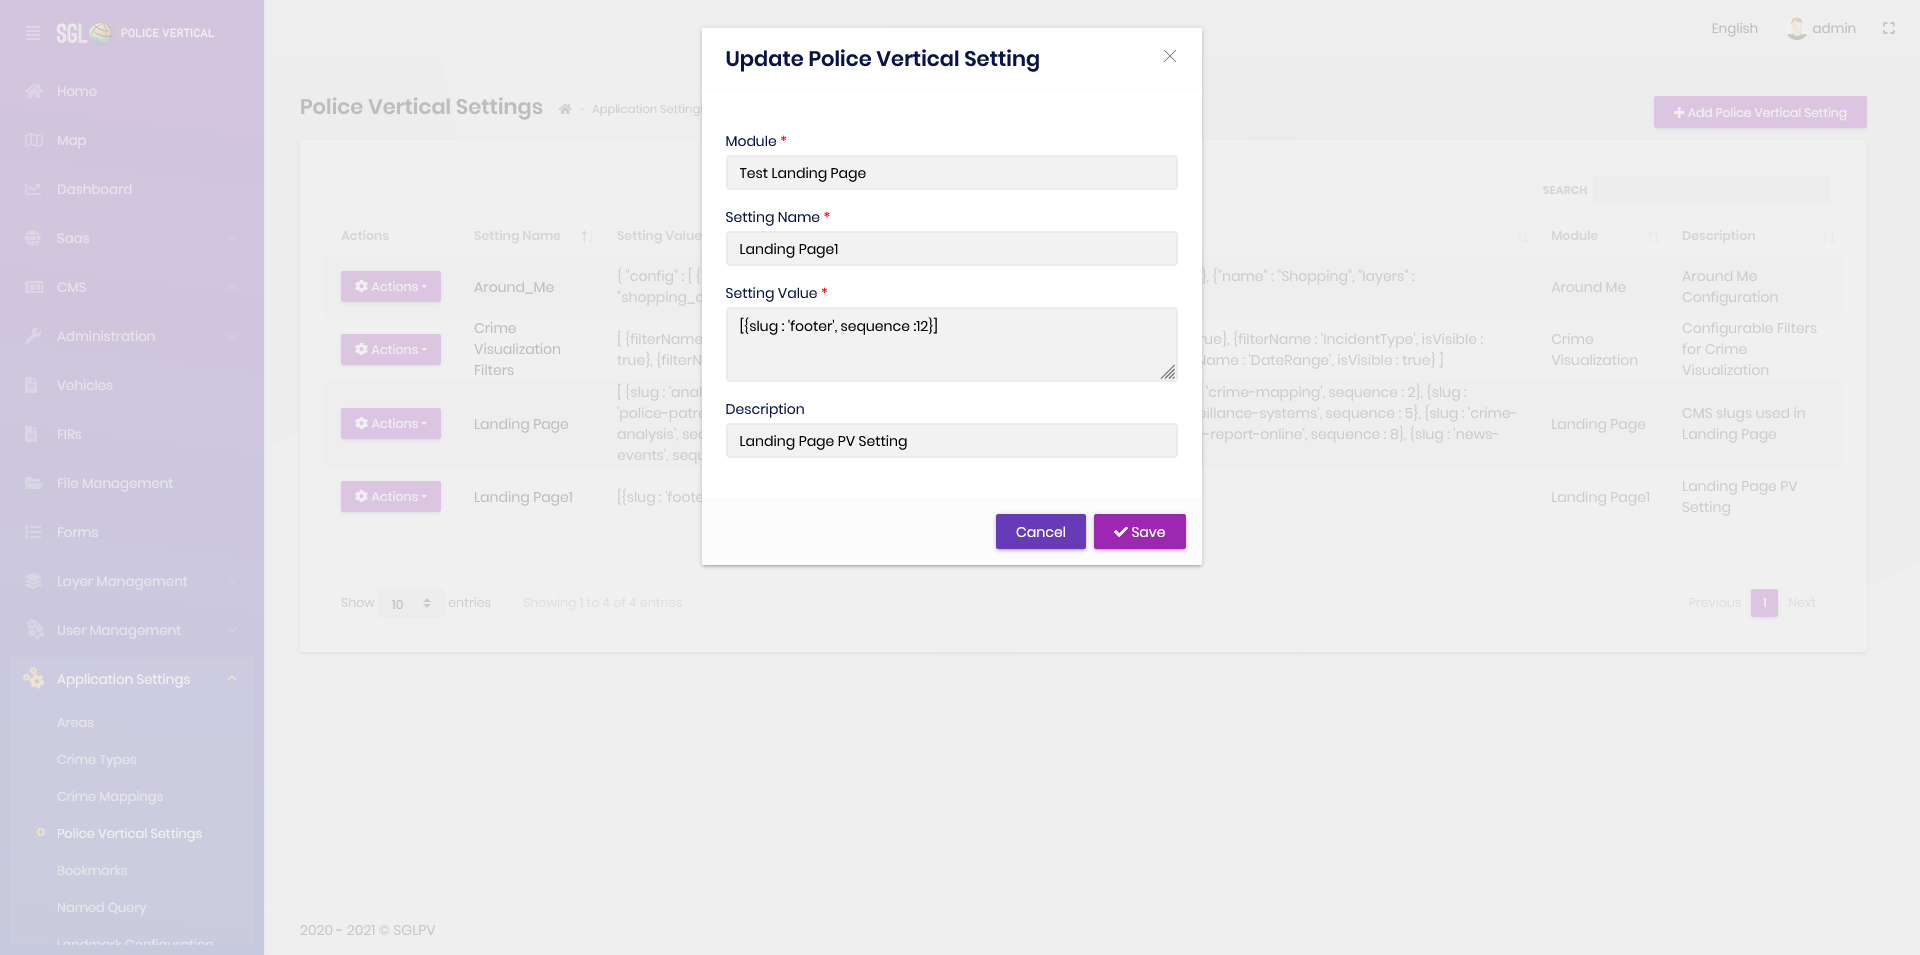 SGL POLICE VERTICAL
English
admin
Home
Map
Dashboard
Saas
CMS
Administration
Vehicles
FIRs
File Management
Forms
Layer Management
User Management
Application Settings
Areas
Crime Types
Crime Mappings
Police Vertical Settings
Bookmarks
Named Query
Landmark Configuration
Police Vertical Settings
- Application Settings
+ Add Police Vertical Setting
SEARCH
Actions Setting Name Setting Value Module Description
Actions Around_Me { "config" : [ { }, {"name" : "Shopping", "layers" : Around Me Around Me
"shopping_ Configuration
Crime
Visualization
Filters
Actions
[ {filterName {filterName : 'IncidentType', isVisible :
true}, {filterN 'DateRange', isVisible : true} ]
Crime
Visualization
Configurable Filters
for Crime
Visualization
Actions Landing Page
[ {slug : 'anal 'crime-mapping', sequence : 2}, {slug :
'police-patr sequence : 5}, {slug : 'crime-
analysis', se -report-online', sequence : 8}, {slug : 'news-
events', sequ
Landing Page
CMS slugs used in
Landing Page
Actions Landing Page1 [{slug : 'foote Landing Page1
Landing Page PV
Setting
Show 10 entries Showing 1 to 4 of 4 entries
Previous 1 Next
2020 - 2021 © SGLPV
Update Police Vertical Setting
Module *
Test Landing Page
Setting Name *
Landing Page1
Setting Value *
[{slug : 'footer', sequence :12}]
Description
Landing Page PV Setting
Cancel Save